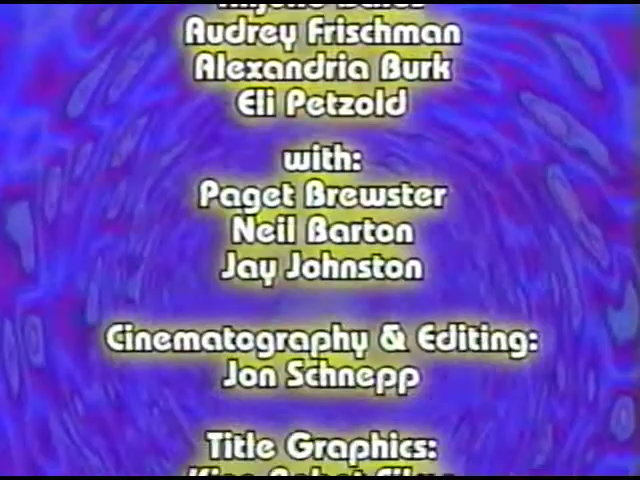 Audrey Frischman
Alexandria Burk
Eli Petzold
with:
Paget Brewster
Neil Barton
Jay Johnston
Cinematography & Editing:
Jon Schnepp
Title Graphics: